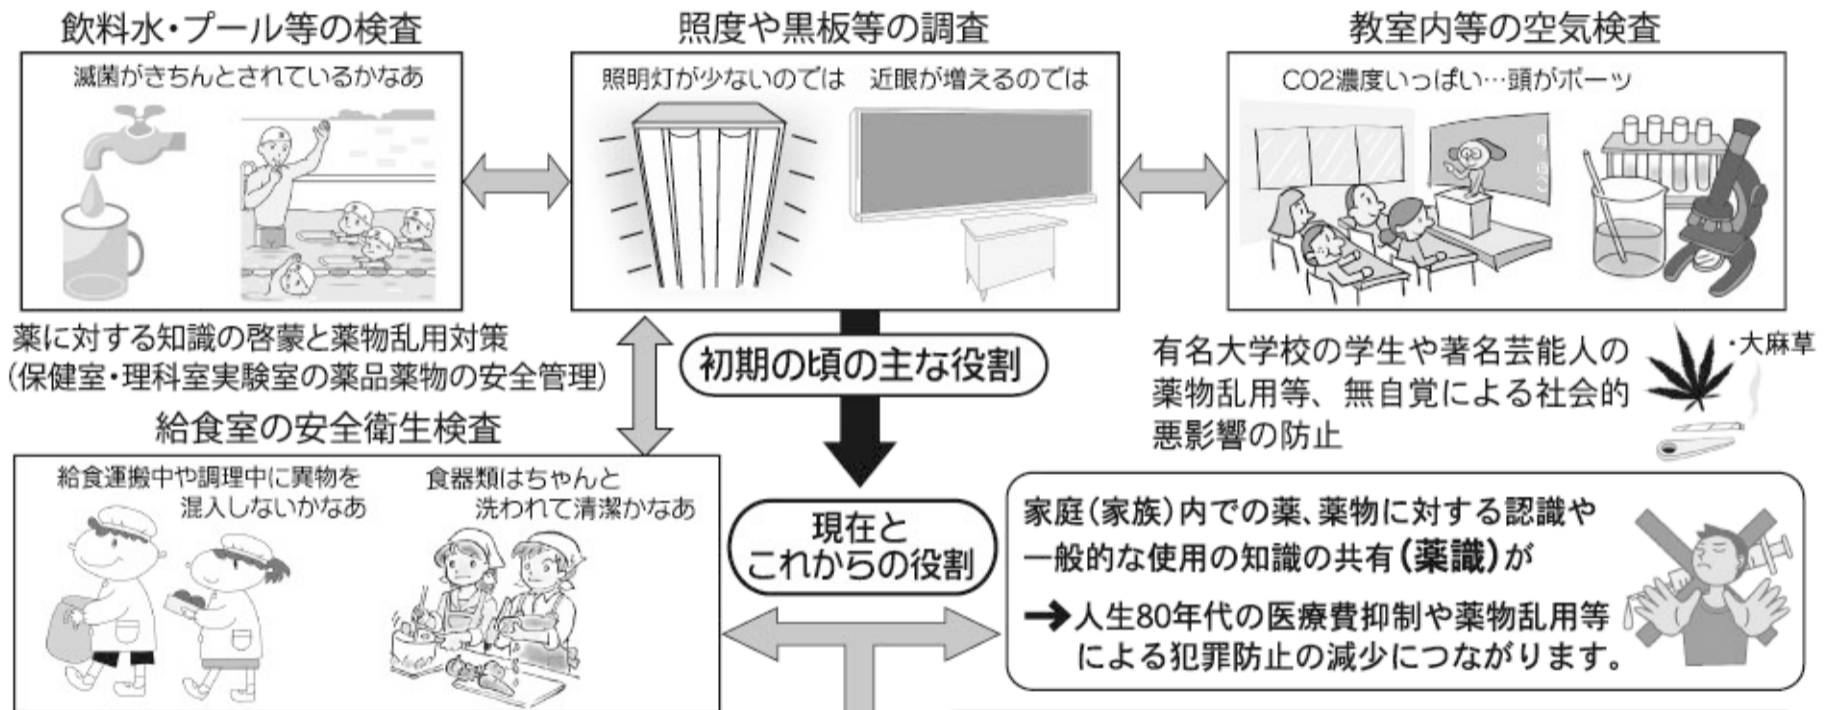 飲料水・プール等の検査
滅菌がきちんとされているかなあ
照度や黒板等の調査
照明灯が少ないのでは　近眼が増えるのでは
教室内等の空気検査
CO2濃度いっぱい…頭がボーッ
薬に対する知識の啓蒙と薬物乱用対策
(保健室・理科室実験室の薬品薬物の安全管理)
初期の頃の主な役割
有名大学校の学生や著名芸能人の
薬物乱用等、無自覚による社会的
悪影響の防止
・大麻草
給食室の安全衛生検査
給食運搬中や調理中に異物を
混入しないかなあ
食器類はちゃんと
洗われて清潔かなあ
現在と
これからの役割
家庭(家族)内での薬、薬物に対する認識や
一般的な使用の知識の共有(薬識)が
➔人生80年代の医療費抑制や薬物乱用等
による犯罪防止の減少につながります。